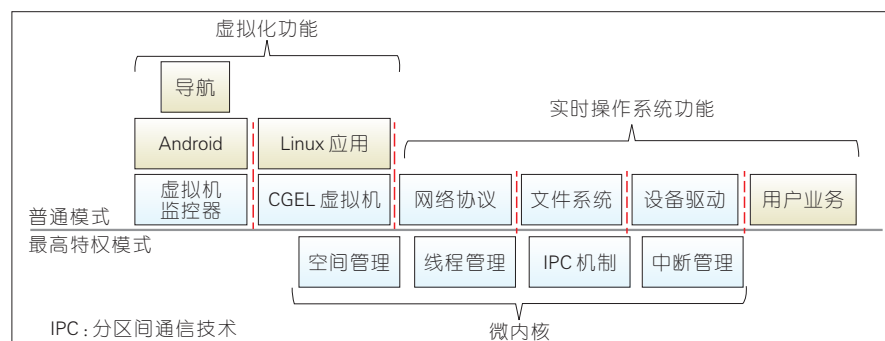 虚拟化功能
导航
实时操作系统功能
Android
Linux 应用
虚拟机
监控器
CGEL 虚拟机
网络协议
文件系统
设备驱动
用户业务
普通模式
最高特权模式
空间管理
线程管理
IPC 机制
中断管理
IPC：分区间通信技术
微内核